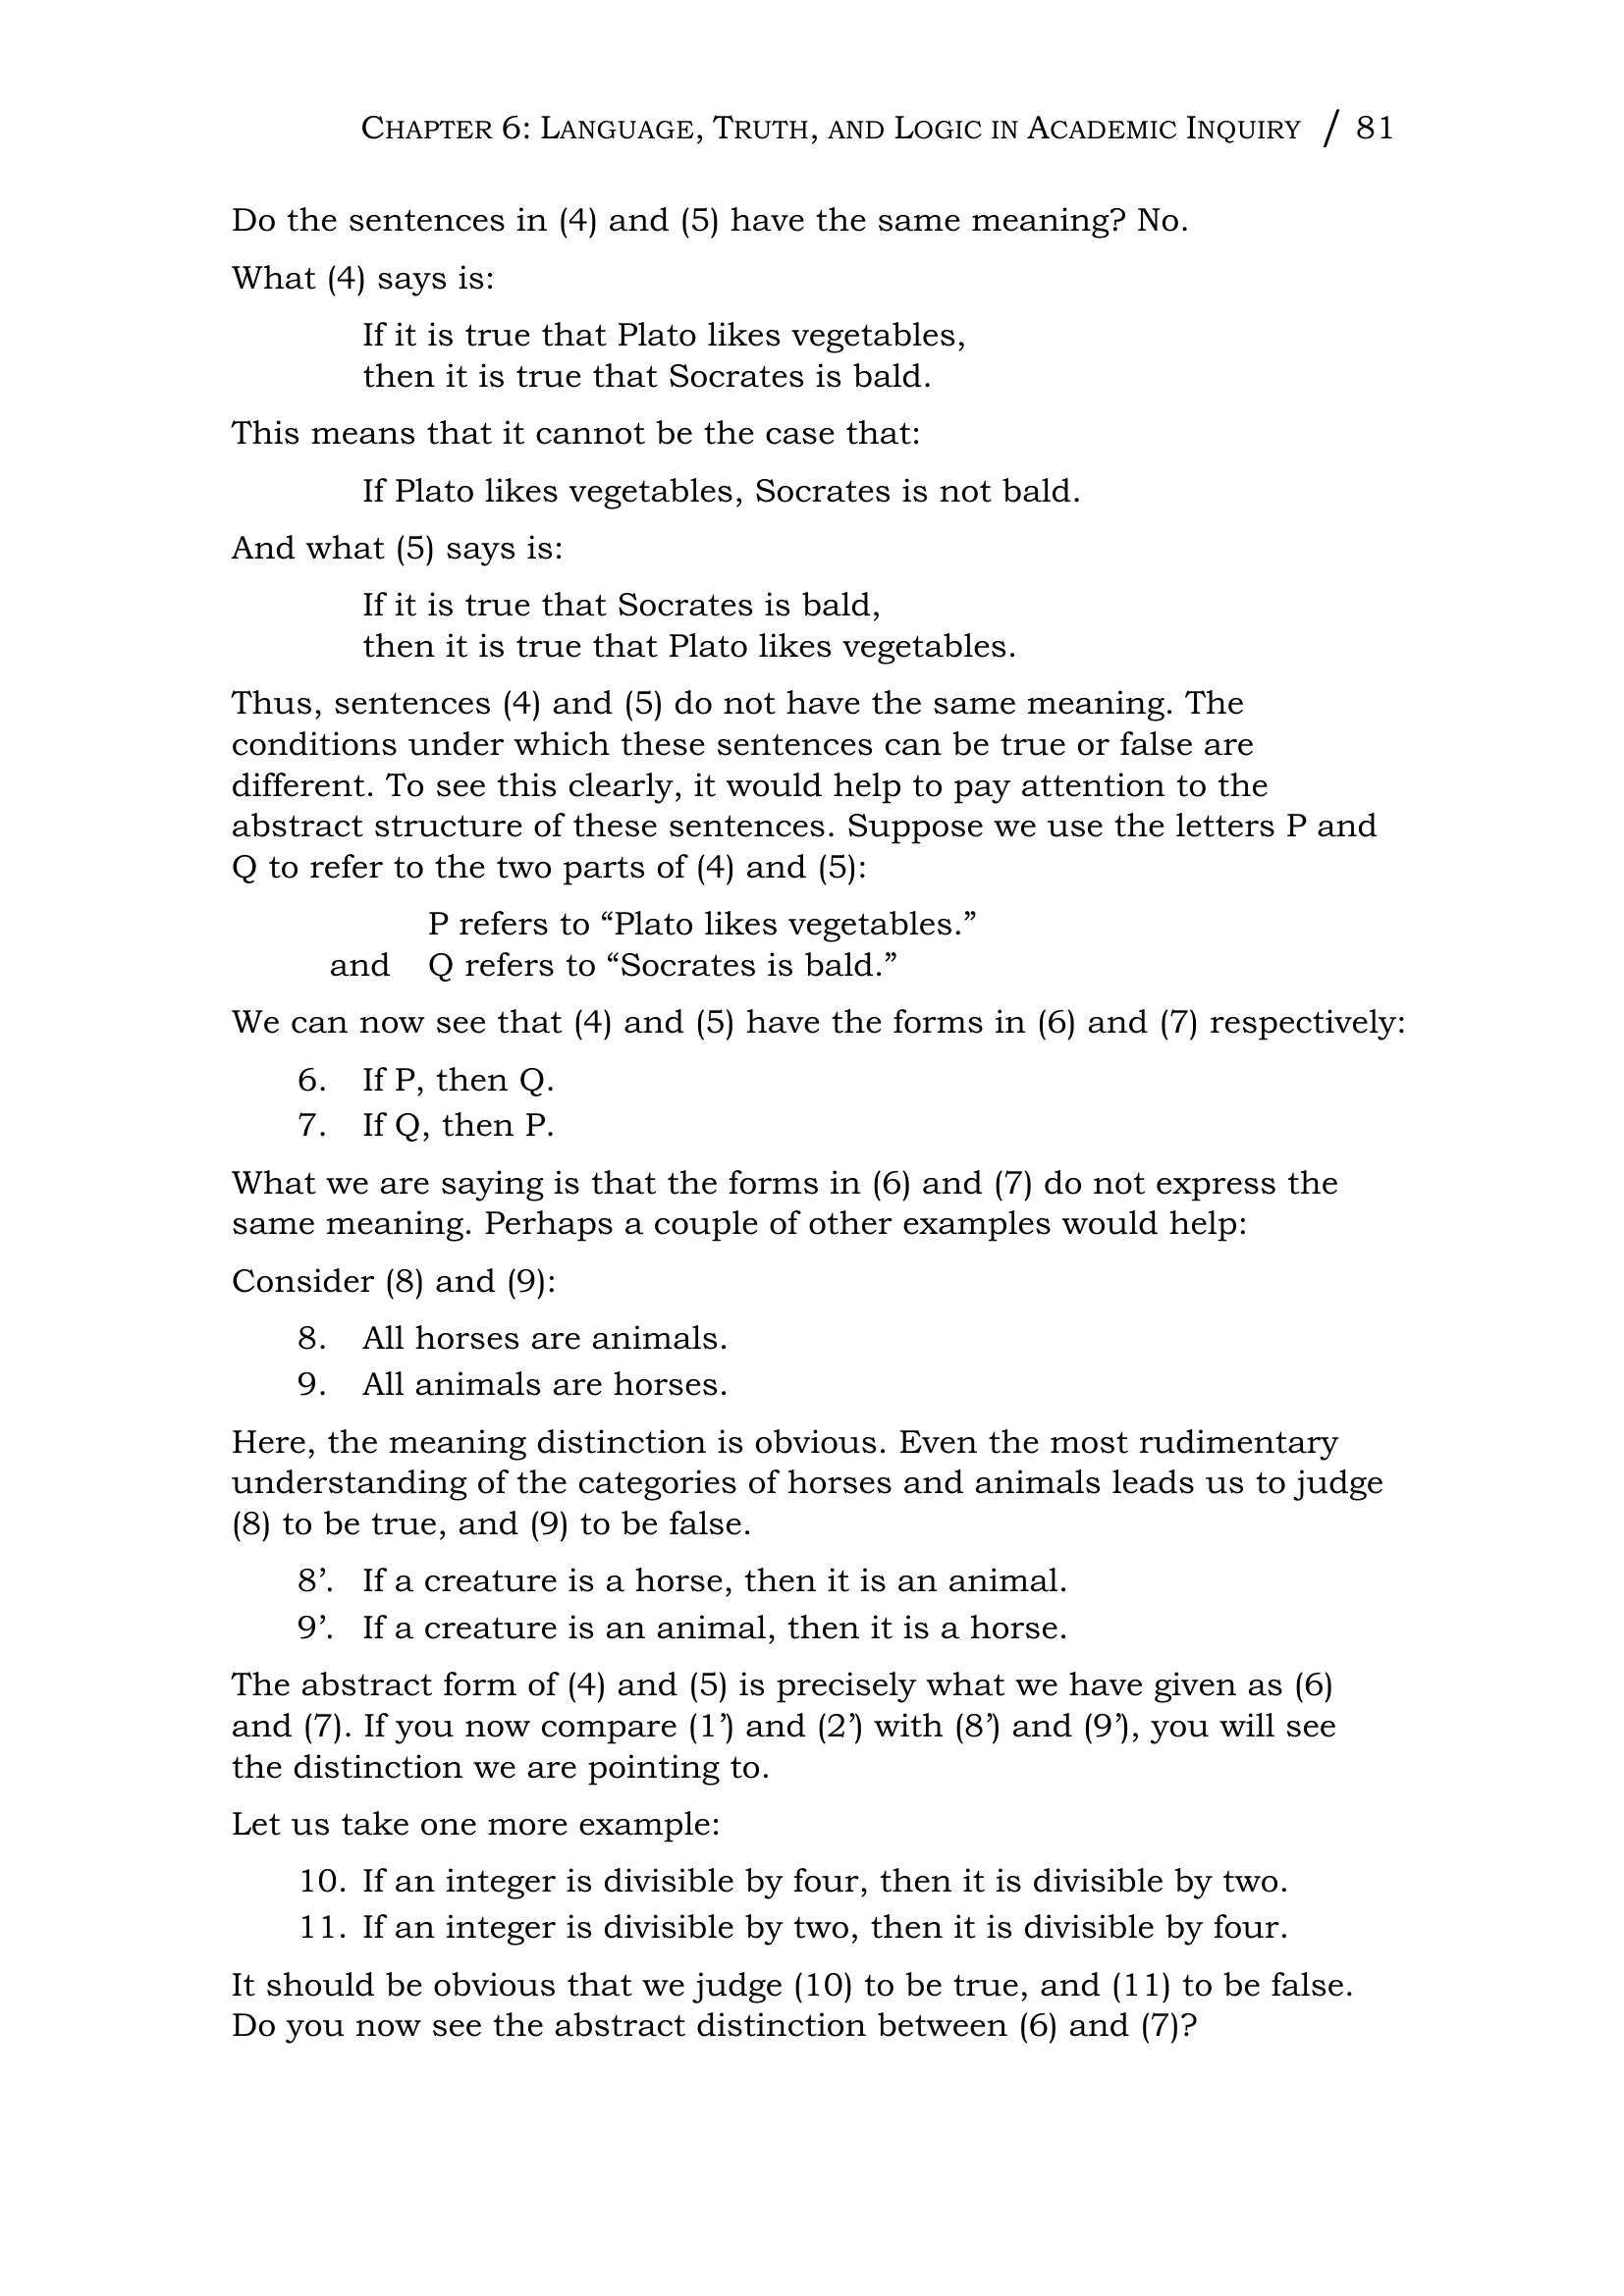 CHAPTER 6: LANGUAGE, TRUTH, AND LOGIC IN ACADEMIC INQUIRY / 81
Do the sentences in (4) and (5) have the same meaning? No.
What (4) says is:
If it is true that Plato likes vegetables,
then it is true that Socrates is bald.
This means that it cannot be the case that:
If Plato likes vegetables, Socrates is not bald.
And what (5) says is:
If it is true that Socrates is bald,
then it is true that Plato likes vegetables.
Thus, sentences (4) and (5) do not have the same meaning. The
conditions under which these sentences can be true or false are
different. To see this clearly, it would help to pay attention to the
abstract structure of these sentences. Suppose we use the letters P and
Q to refer to the two parts of (4) and (5):
P refers to “Plato likes vegetables.”
and Q refers to “Socrates is bald.”
We can now see that (4) and (5) have the forms in (6) and (7) respectively:
6. If P, then Q.
7. If Q, then P.
What we are saying is that the forms in (6) and (7) do not express the
same meaning. Perhaps a couple of other examples would help:
Consider (8) and (9):
8. All horses are animals.
9. All animals are horses.
Here, the meaning distinction is obvious. Even the most rudimentary
understanding of the categories of horses and animals leads us to judge
(8) to be true, and (9) to be false.
8’. If a creature is a horse, then it is an animal.
9’. If a creature is an animal, then it is a horse.
The abstract form of (4) and (5) is precisely what we have given as (6)
and (7). If you now compare (1’) and (2’) with (8’) and (9’), you will see
the distinction we are pointing to.
Let us take one more example:
10. If an integer is divisible by four, then it is divisible by two.
11. If an integer is divisible by two, then it is divisible by four.
It should be obvious that we judge (10) to be true, and (11) to be false.
Do you now see the abstract distinction between (6) and (7)?